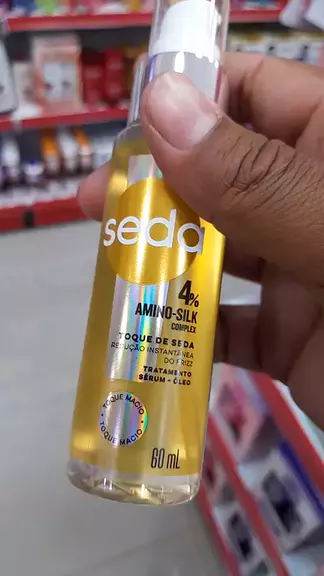 seda
4%
AMINO-SILK
COMPLEX
TOQUE DE SEDA
REDUÇÃO INSTANTÂNEA
DO FRIZZ
TRATAMENTO
SÉRUM + ÓLEO
TOQUE MACIO
TOQUE MACIO
60 mL